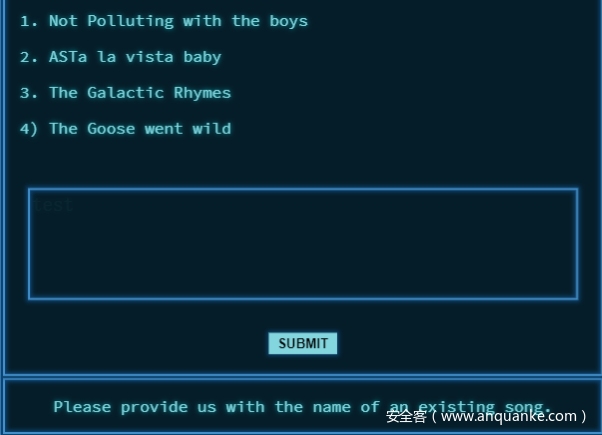 1. Not Polluting with the boys
2. ASTa la vista baby
3. The Galactic Rhymes
4) The Goose went wild
test
SUBMIT
Please provide us with the name of an existing song.
安全客（www.anquanke.com）